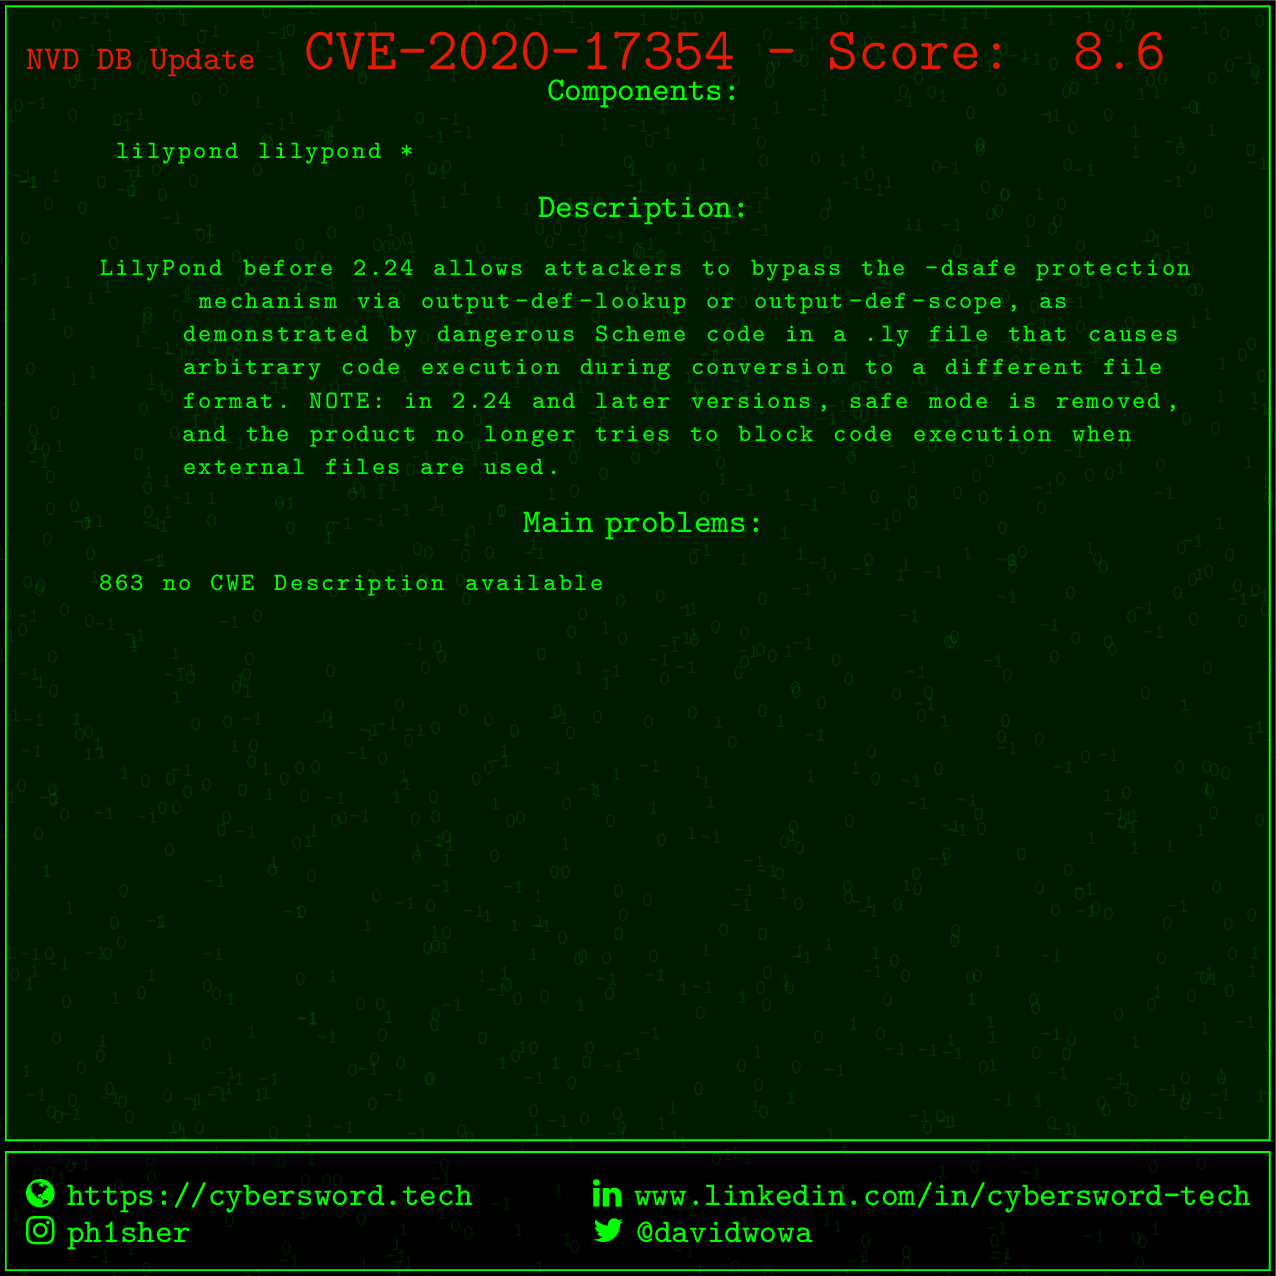 NVD DB Update CVE-2020-17354 - Score: 8.6
Components:
lilypond lilypond *
Description:
LilyPond before 2.24 allows attackers to bypass the -dsafe protection
mechanism via output-def-lookup or output-def-scope, as
demonstrated by dangerous Scheme code in a .ly file that causes
arbitrary code execution during conversion to a different file
format. NOTE: in 2.24 and later versions, safe mode is removed,
and the product no longer tries to block code execution when
external files are used.
Main problems:
863 no CWE Description available
https://cybersword.tech www.linkedin.com/in/cybersword-tech
ph1sher @davidwowa